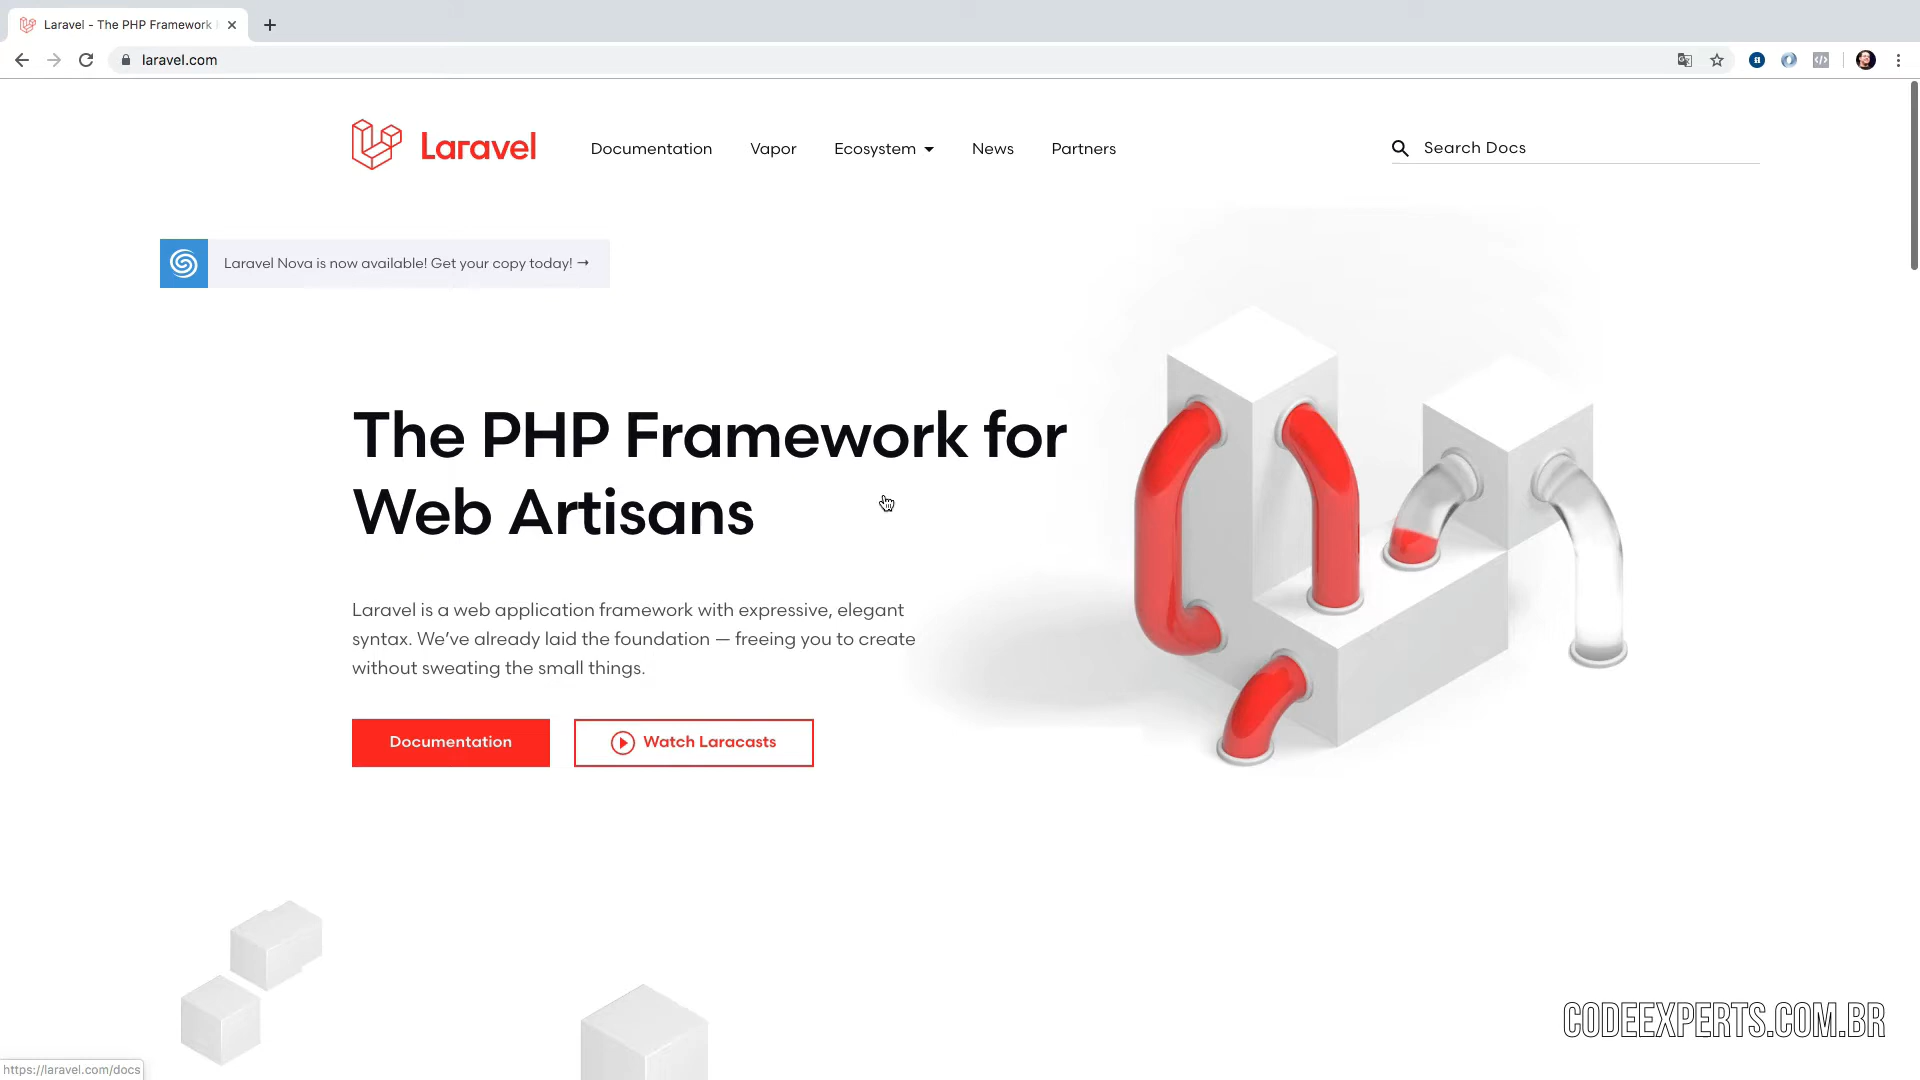 Laravel - The PHP Framework
laravel.com
Laravel
Documentation
Vapor
Ecosystem
News
Partners
Search Docs
Laravel Nova is now available! Get your copy today! →
The PHP Framework for
Web Artisans
Laravel is a web application framework with expressive, elegant
syntax. We’ve already laid the foundation — freeing you to create
without sweating the small things.
Documentation
Watch Laracasts
CODEEXPERTS.COM.BR
https://laravel.com/docs